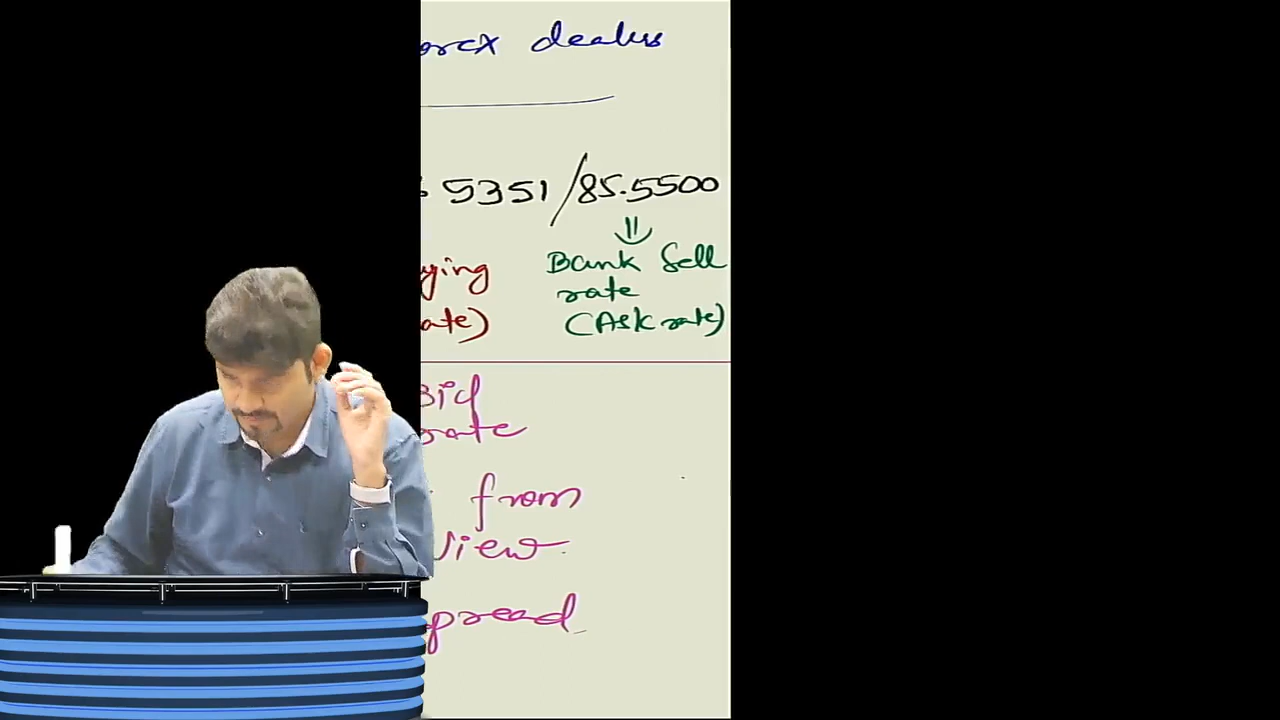 orex dealers
5351/85.5500
Bank Sell
rate
(Ask rate)
ying
ate)
Bid
rate
from
View
pread